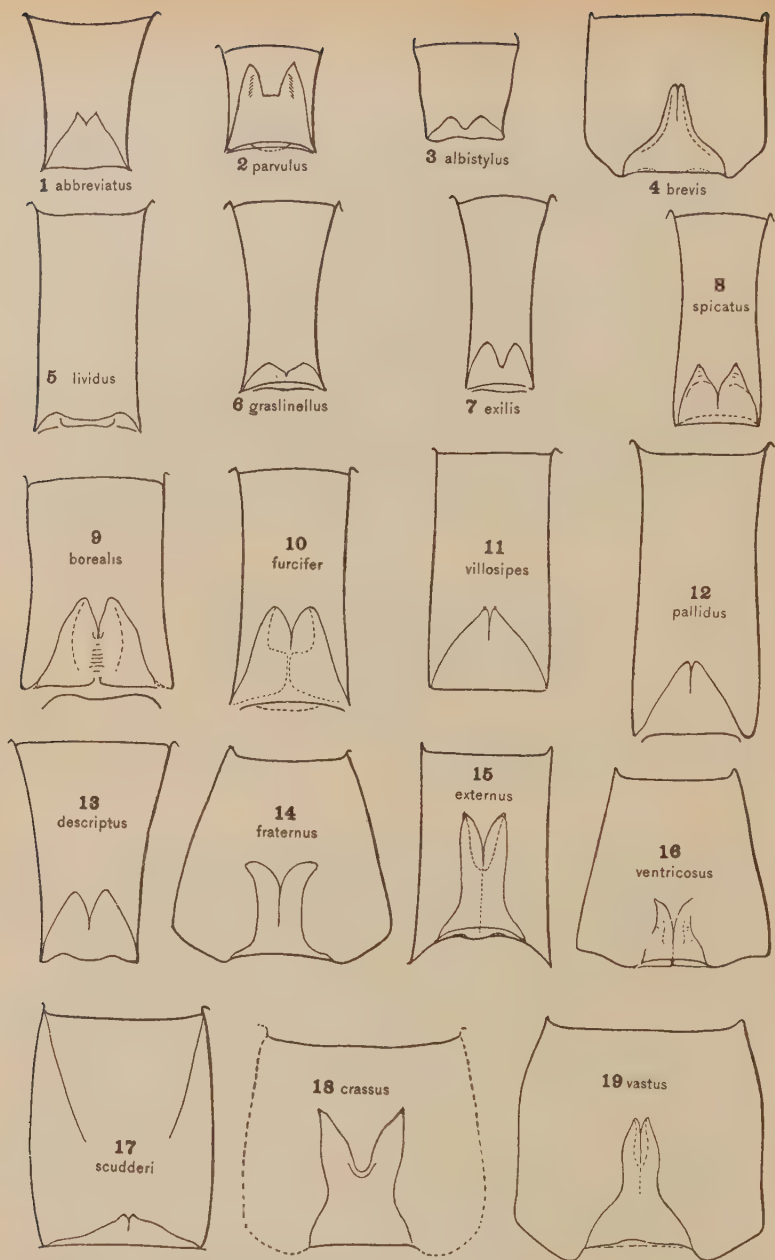 1 abbreviatus
2 parvulus
3 albistylus
4 brevis
5 lividus
6 graslinellus
7 exilis
8
spicatus
9
borealis
10
furcifer
11
villosipes
12
pallidus
13
descriptus
14
fraternus
15
externus
16
ventricosus
17
scudderi
18 crassus
19 vastus